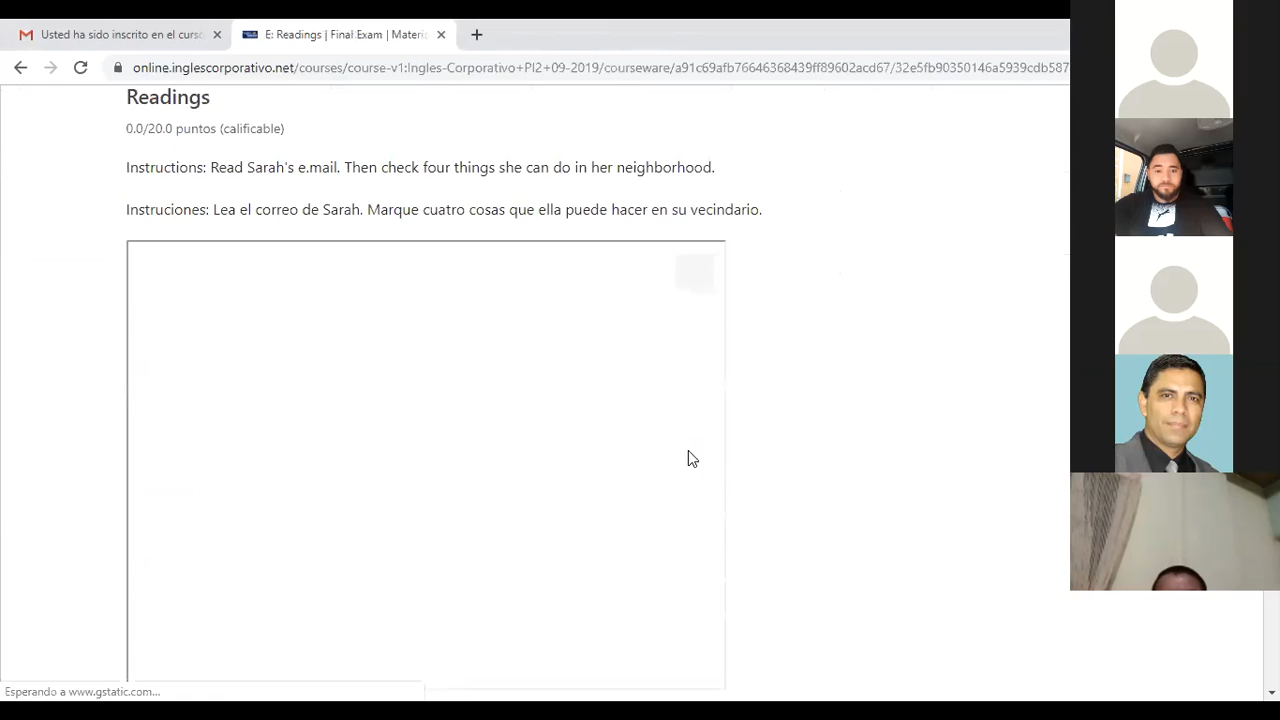 Usted ha sido inscrito en el curso
E: Readings | Final Exam | Materi
online.inglescorporativo.net/courses/course-v1:Ingles-Corporativo+PI2+09-2019/courseware/a91c69afb76646368439ff89602acd67/32e5fb90350146a5939cdb587
Readings
0.0/20.0 puntos (calificable)
Instructions: Read Sarah's e.mail. Then check four things she can do in her neighborhood.
Instruciones: Lea el correo de Sarah. Marque cuatro cosas que ella puede hacer en su vecindario.
Esperando a www.gstatic.com...